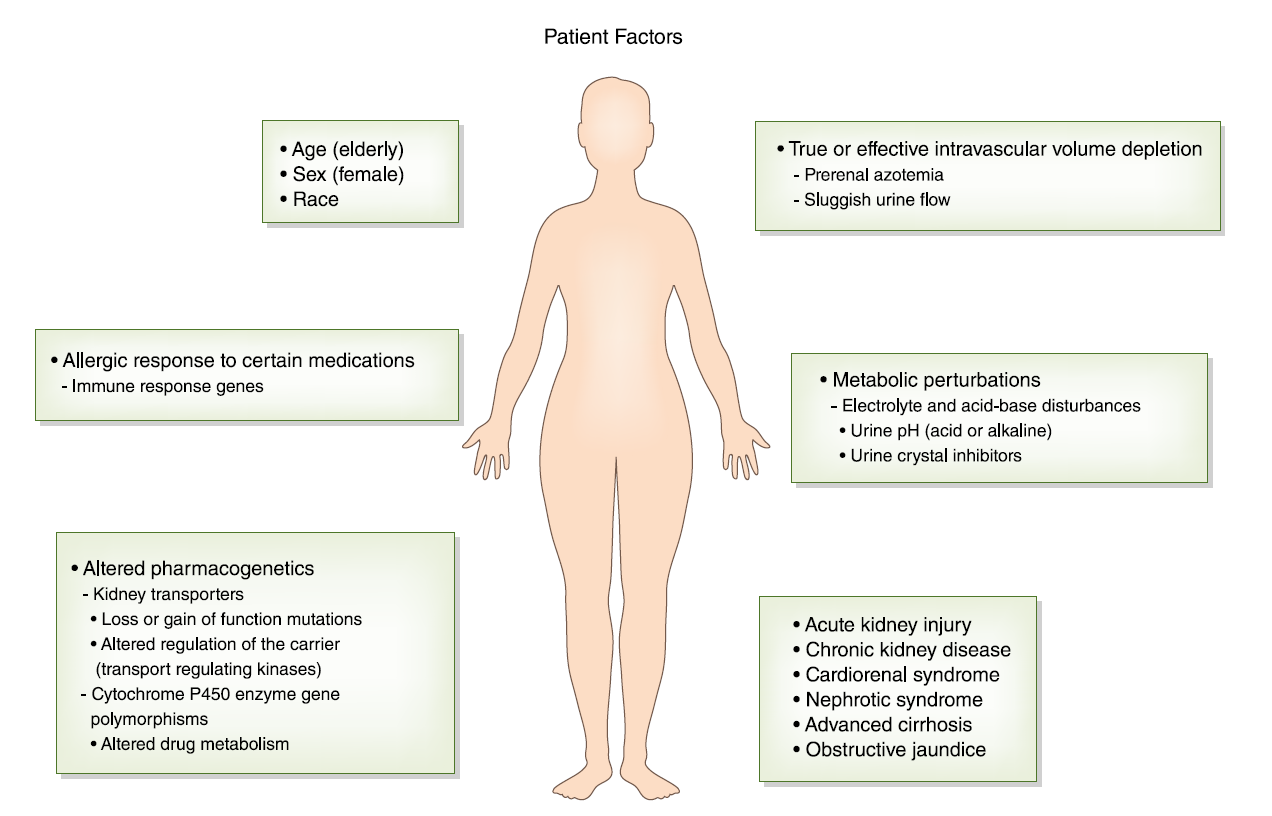 Patient Factors
• Age (elderly)
• Sex (female)
• Race
• True or effective intravascular volume depletion
- Prerenal azotemia
- Sluggish urine flow
• Allergic response to certain medications
- Immune response genes
• Metabolic perturbations
- Electrolyte and acid-base disturbances
• Urine pH (acid or alkaline)
• Urine crystal inhibitors
• Altered pharmacogenetics
- Kidney transporters
• Loss or gain of function mutations
• Altered regulation of the carrier
(transport regulating kinases)
- Cytochrome P450 enzyme gene
polymorphisms
• Altered drug metabolism
• Acute kidney injury
• Chronic kidney disease
• Cardiorenal syndrome
• Nephrotic syndrome
• Advanced cirrhosis
• Obstructive jaundice